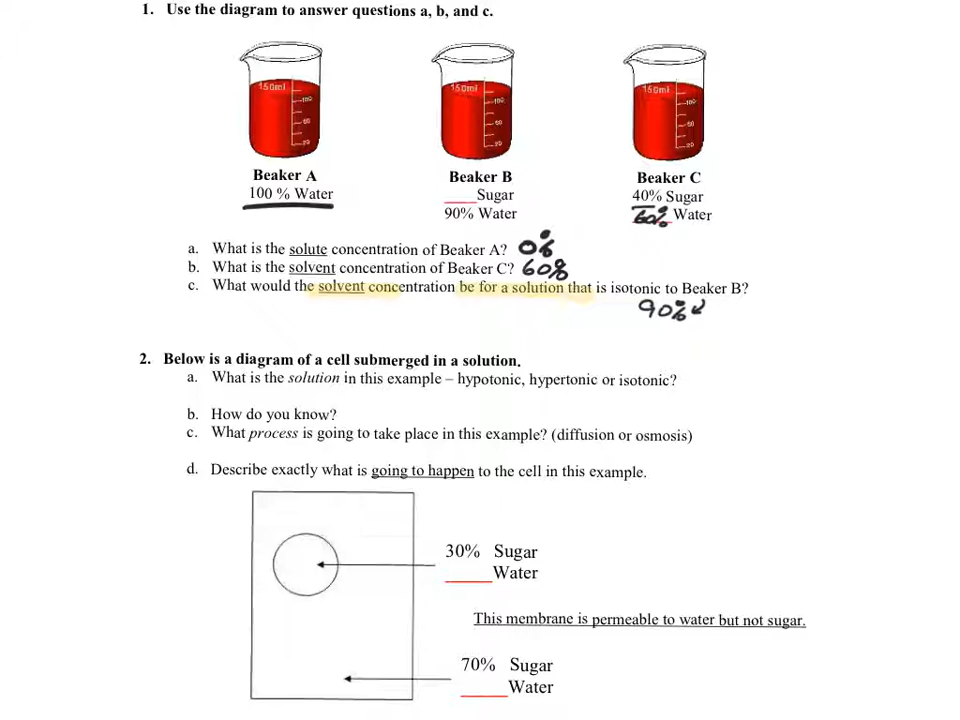 1. Use the diagram to answer questions a, b, and c.
150ml 100 50 20
150ml 100 50 20
150ml 100 50 20
Beaker A
100 % Water
Beaker B
____ Sugar
90% Water
Beaker C
40% Sugar
60% Water
a. What is the solute concentration of Beaker A? 0%
b. What is the solvent concentration of Beaker C? 60%
c. What would the solvent concentration be for a solution that is isotonic to Beaker B?
90%
2. Below is a diagram of a cell submerged in a solution.
a. What is the solution in this example – hypotonic, hypertonic or isotonic?
b. How do you know?
c. What process is going to take place in this example? (diffusion or osmosis)
d. Describe exactly what is going to happen to the cell in this example.
30% Sugar
_____ Water
This membrane is permeable to water but not sugar.
70% Sugar
_____ Water